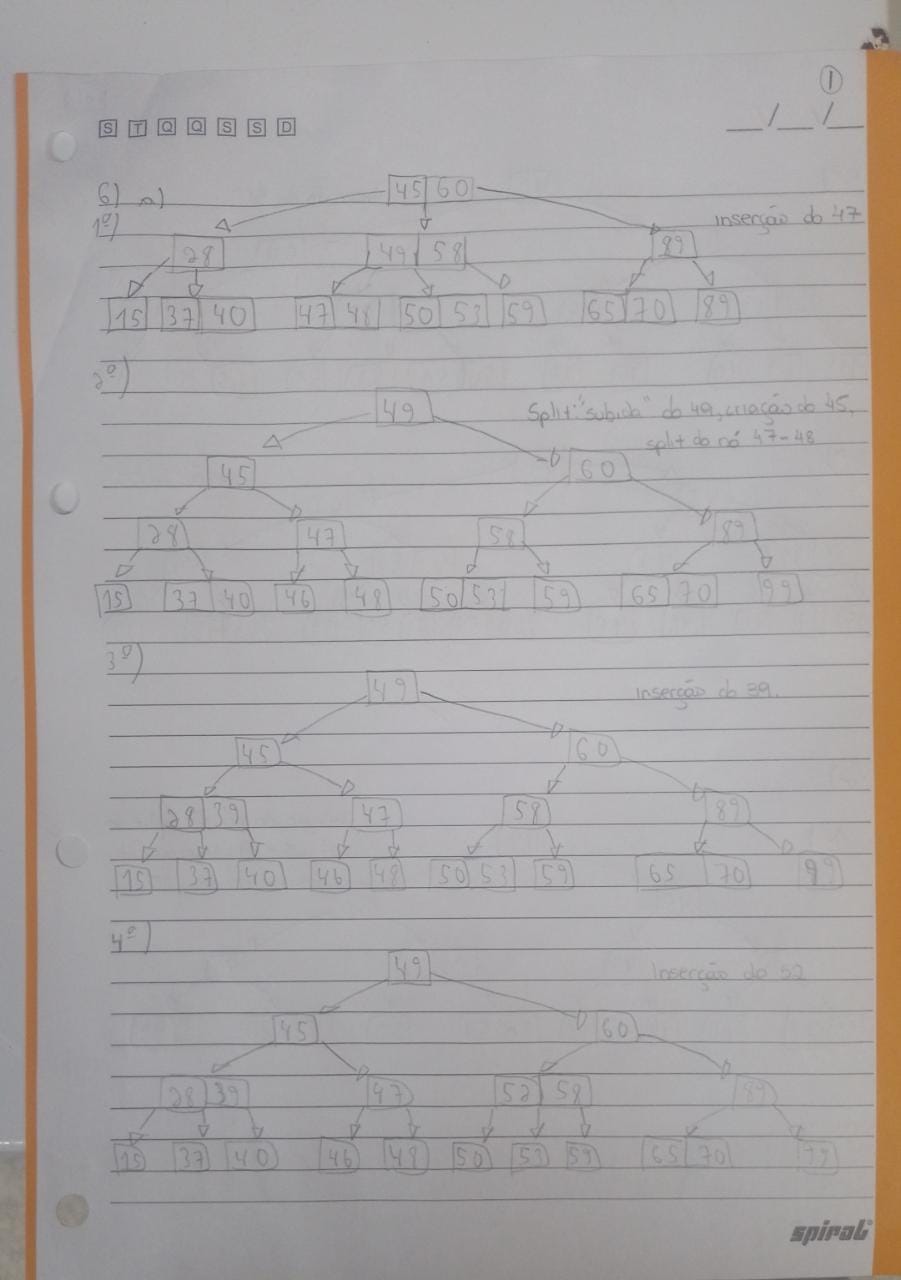 1
S T Q Q S S D __/__/__
6) a) 45 60
1º) inserção do 47
28 49 58 89
15 37 40 47 48 50 53 59 65 70 89
2º)
49 Split: "subida" do 49, criação do 45,
split do nó 47-48
45 60
28 47 58 89
15 37 40 46 48 50 53 59 65 70 99
3º)
49 inserção do 39.
45 60
28 39 47 58 89
15 37 40 46 48 50 53 59 65 70 99
4º)
49 Inserção do 52
45 60
28 39 47 52 58 89
15 37 40 46 48 50 53 59 65 70
spiral